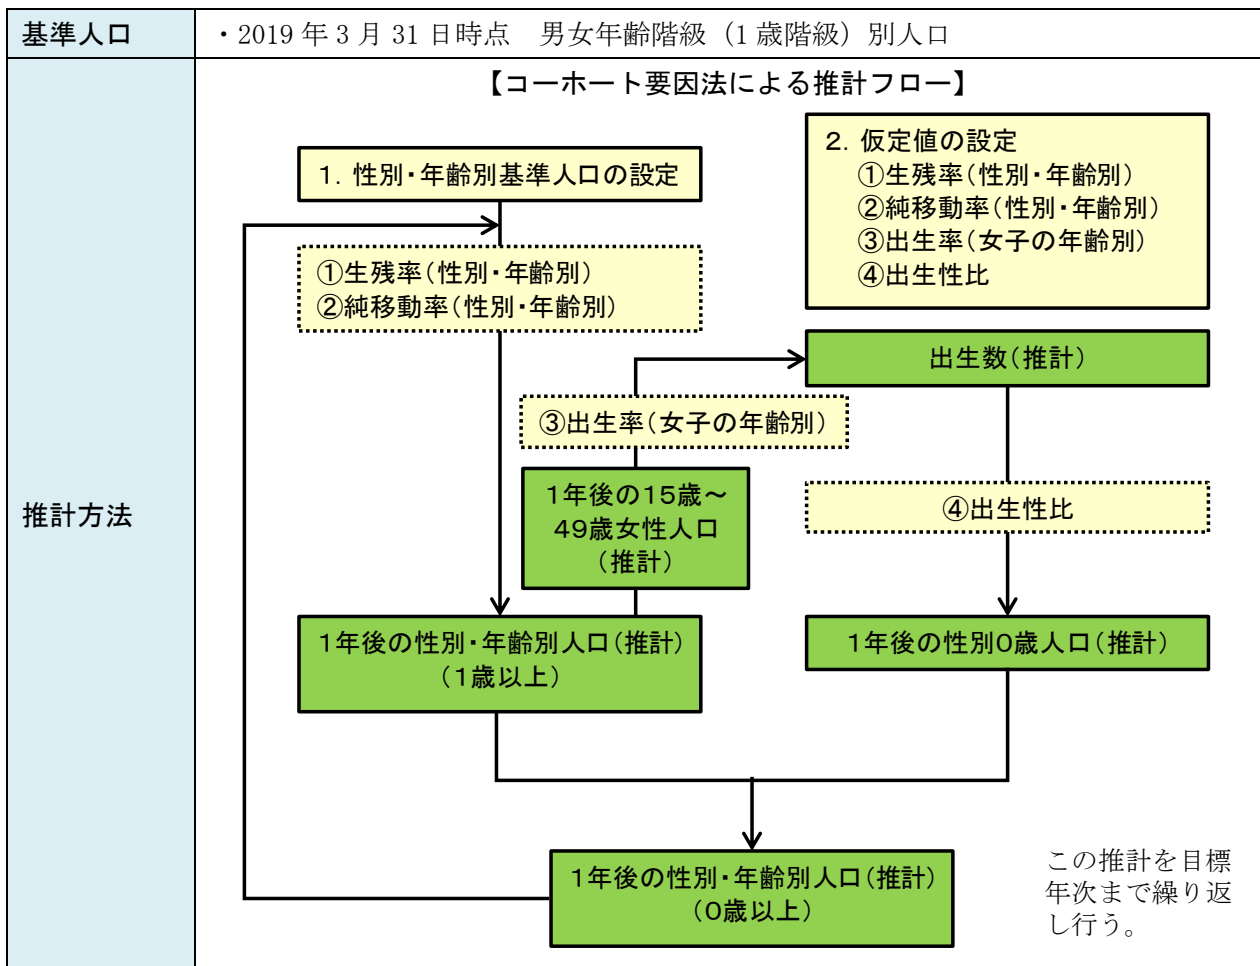 基準人口
・2019年3月31日時点　男女年齢階級（1歳階級）別人口
推計方法
【コーホート要因法による推計フロー】
1．性別・年齢別基準人口の設定
2．仮定値の設定
①生残率（性別・年齢別）
②純移動率（性別・年齢別）
③出生率（女子の年齢別）
④出生性比
①生残率（性別・年齢別）
②純移動率（性別・年齢別）
出生数（推計）
③出生率（女子の年齢別）
1年後の15歳～
49歳女性人口
（推計）
④出生性比
1年後の性別・年齢別人口（推計）
（1歳以上）
1年後の性別0歳人口（推計）
1年後の性別・年齢別人口（推計）
（0歳以上）
この推計を目標
年次まで繰り返
し行う。